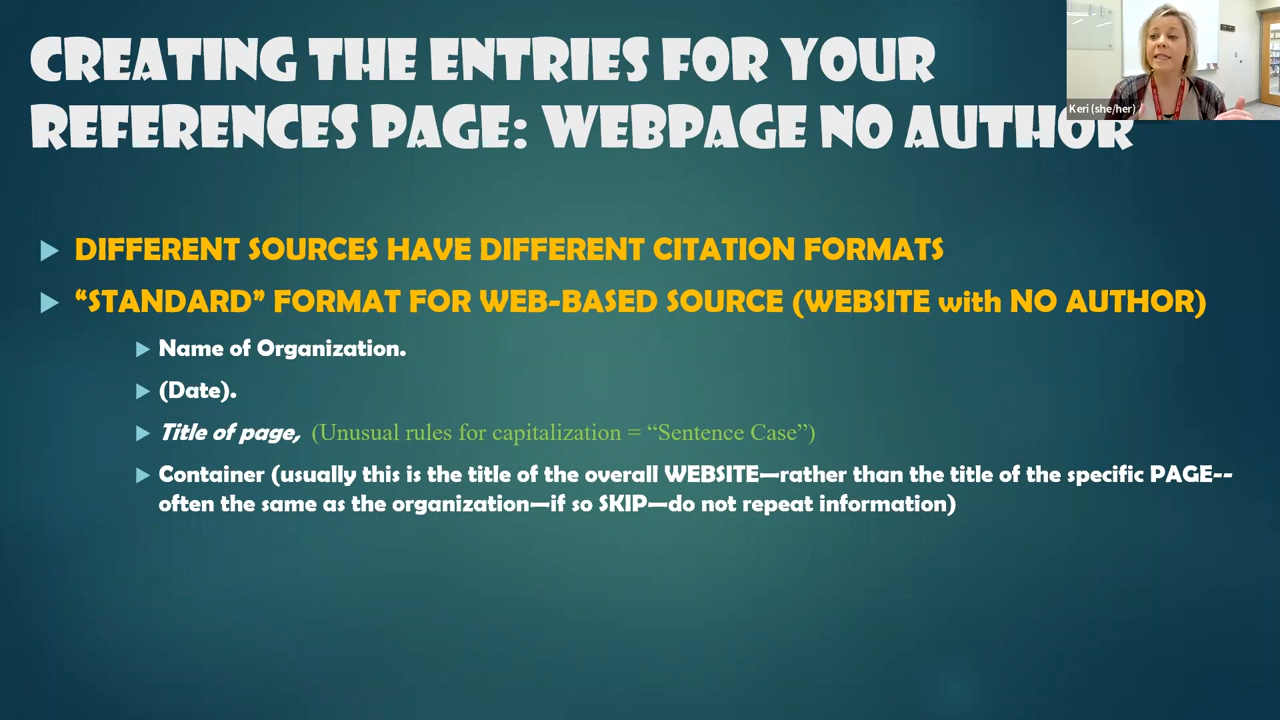 CREATING THE ENTRIES FOR YOUR
REFERENCES PAGE: WEBPAGE NO AUTHOR
Keri (she/her)
DIFFERENT SOURCES HAVE DIFFERENT CITATION FORMATS
“STANDARD” FORMAT FOR WEB-BASED SOURCE (WEBSITE with NO AUTHOR)
Name of Organization.
(Date).
Title of page, (Unusual rules for capitalization = “Sentence Case”)
Container (usually this is the title of the overall WEBSITE—rather than the title of the specific PAGE--
often the same as the organization—if so SKIP—do not repeat information)